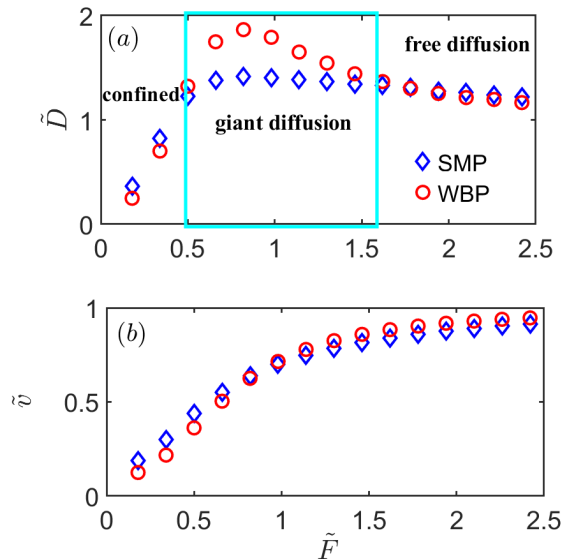 2
(a)
free diffusion
confined
D̃
1
giant diffusion
SMP
WBP
0
0 0.5 1 1.5 2 2.5
1
(b)
ṽ
0.5
0
0 0.5 1 1.5 2 2.5
F̃